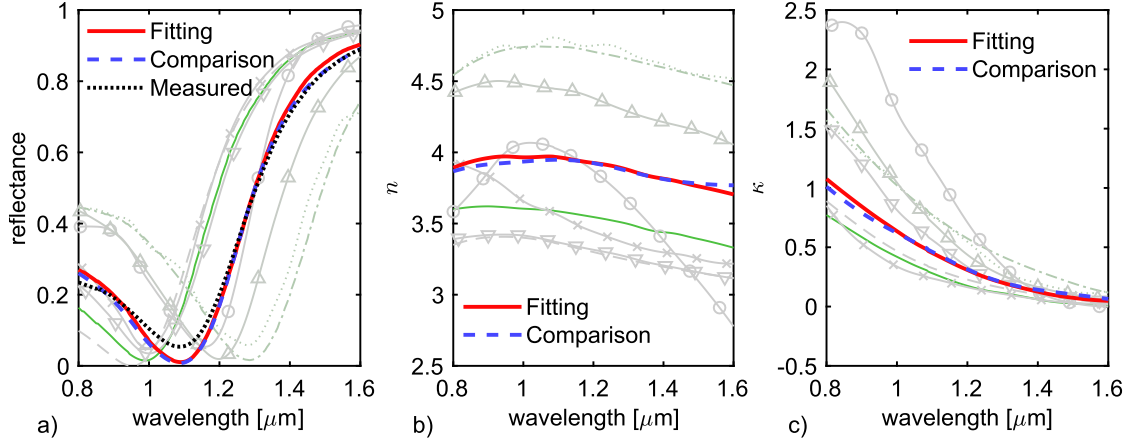 1
0.8
0.6
0.4
0.2
0
reflectance
0.8 1 1.2 1.4 1.6
wavelength [μm]
a)
Fitting
Comparison
Measured
5
4.5
4
3.5
3
2.5
n
0.8 1 1.2 1.4 1.6
wavelength [μm]
b)
Fitting
Comparison
2.5
2
1.5
1
0.5
0
-0.5
κ
0.8 1 1.2 1.4 1.6
wavelength [μm]
c)
Fitting
Comparison